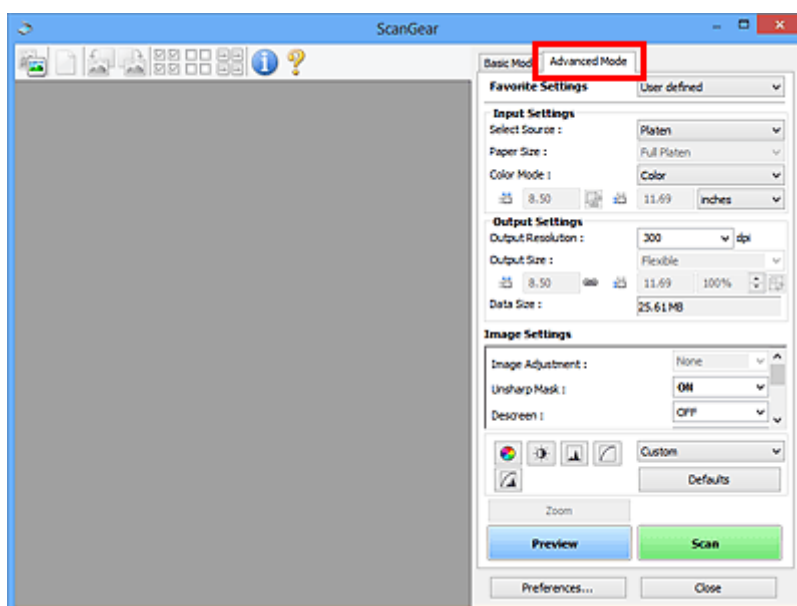 ScanGear
Basic Mode Advanced Mode
Favorite Settings User defined
Input Settings
Select Source : Platen
Paper Size : Full Platen
Color Mode : Color
8.50 11.69 inches
Output Settings
Output Resolution : 300 dpi
Output Size : Flexible
8.50 11.69 100%
Data Size : 25.61MB
Image Settings
Image Adjustment : None
Unsharp Mask : ON
Descreen : OFF
Custom
Defaults
Zoom
Preview Scan
Preferences... Close